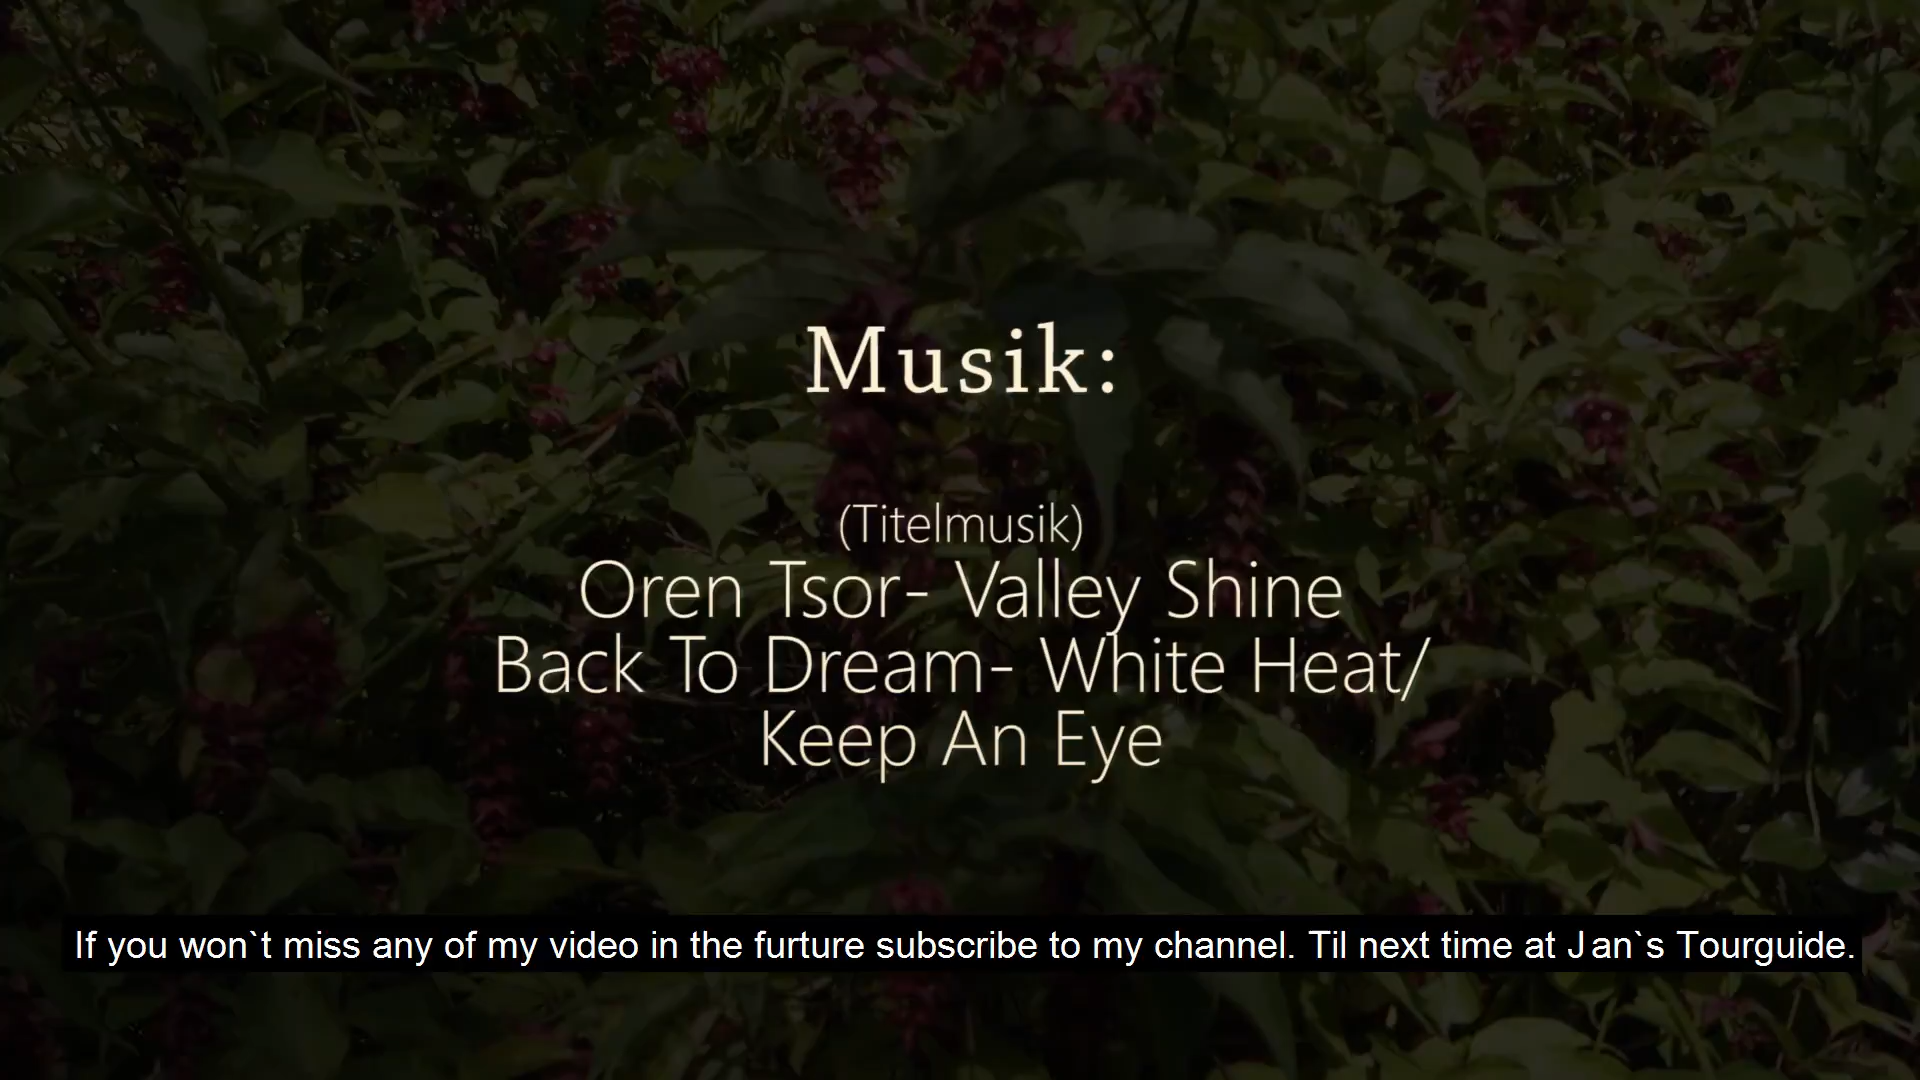 Musik:
(Titelmusik)
Oren Tsor- Valley Shine
Back To Dream- White Heat/
Keep An Eye
If you won`t miss any of my video in the furture subscribe to my channel. Til next time at Jan`s Tourguide.